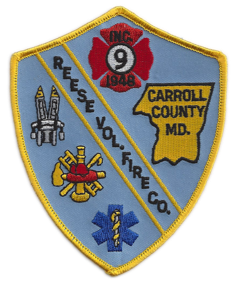 INC.
9
1948
REESE VOL. FIRE CO.
CARROLL
COUNTY
MD.